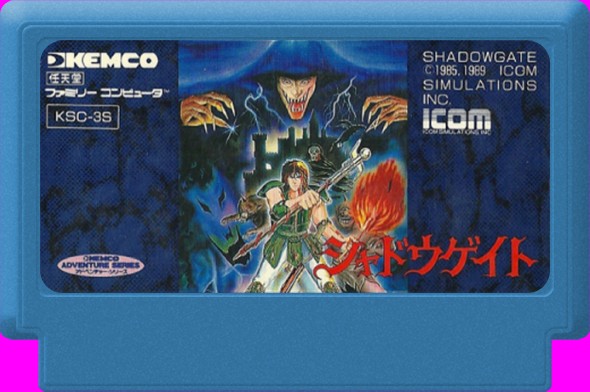 KEMCO
任天堂
ファミリー コンピュータ™
KSC-3S
SHADOWGATE
©1985,1989 ICOM
SIMULATIONS
INC.
ICOM
ICOM SIMULATIONS INC
シャドウゲイト
KEMCO
ADVENTURE SERIES
アドベンチャーシリーズ